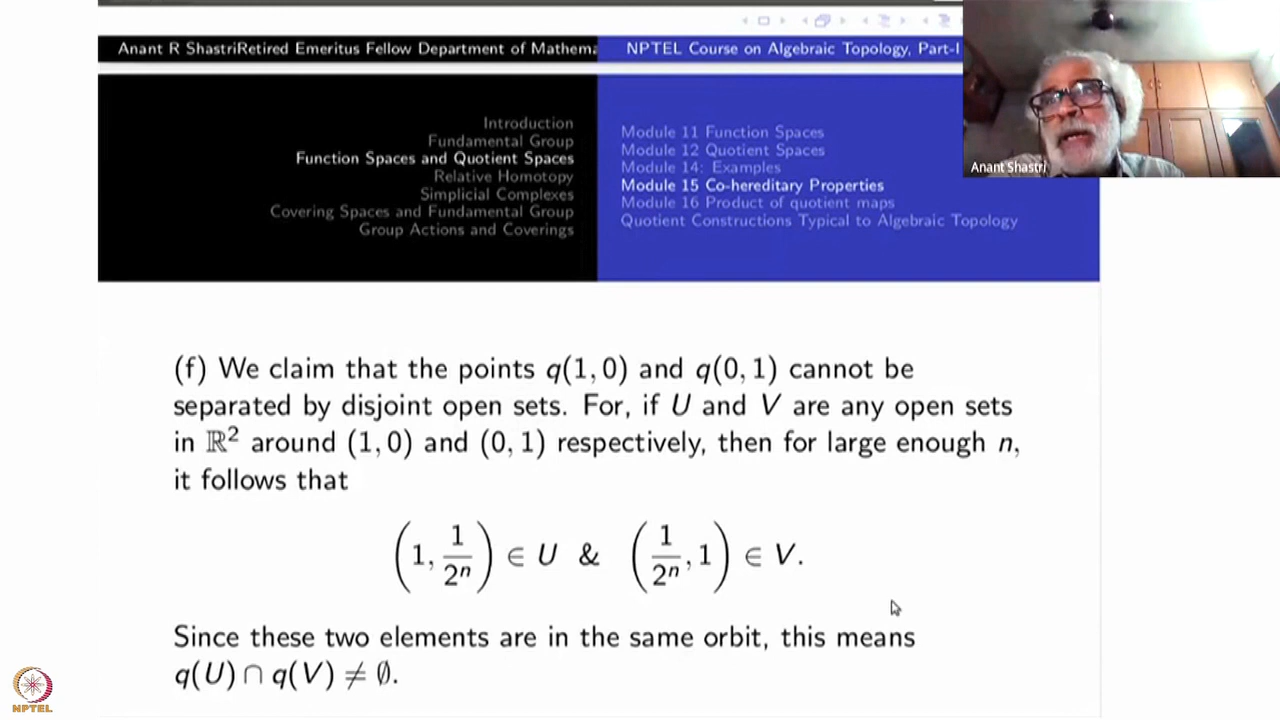 Anant R ShastriRetired Emeritus Fellow Department of Mathema
NPTEL Course on Algebraic Topology, Part-I
Introduction
Fundamental Group
Function Spaces and Quotient Spaces
Relative Homotopy
Simplicial Complexes
Covering Spaces and Fundamental Group
Group Actions and Coverings
Module 11 Function Spaces
Module 12 Quotient Spaces
Module 14: Examples
Module 15 Co-hereditary Properties
Module 16 Product of quotient maps
Quotient Constructions Typical to Algebraic Topology
Anant Shastri
(f) We claim that the points q(1, 0) and q(0, 1) cannot be
separated by disjoint open sets. For, if U and V are any open sets
in ℝ² around (1, 0) and (0, 1) respectively, then for large enough n,
it follows that
(1, 1/2ⁿ) ∈ U & (1/2ⁿ, 1) ∈ V.
Since these two elements are in the same orbit, this means
q(U) ∩ q(V) ≠ ∅.
NPTEL